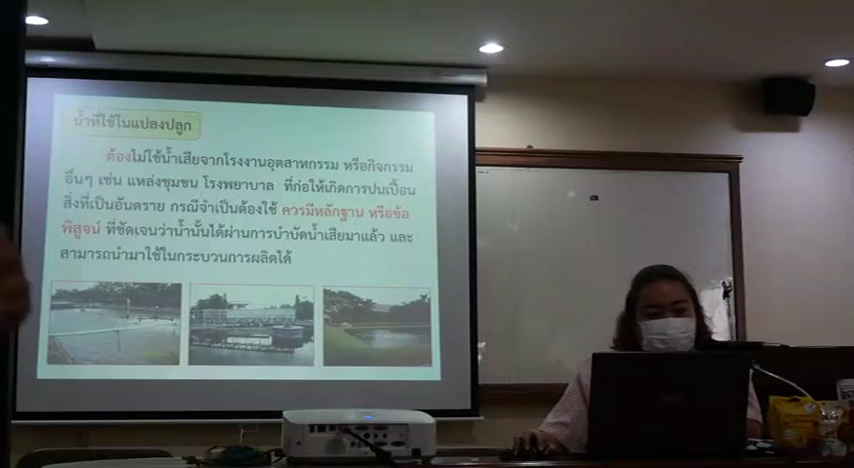 น้ำที่ใช้ในแปลงปลูก
ต้องไม่ใช้น้ำเสียจากโรงงานอุตสาหกรรม หรือกิจกรรม
อื่นๆ เช่น แหล่งชุมชน โรงพยาบาล ที่ก่อให้เกิดการปนเปื้อน
สิ่งที่เป็นอันตราย กรณีจำเป็นต้องใช้ ควรมีหลักฐาน หรือข้อ
พิสูจน์ ที่ชัดเจนว่าน้ำนั้นได้ผ่านการบำบัดน้ำเสียมาแล้ว และ
สามารถนำมาใช้ในกระบวนการผลิตได้